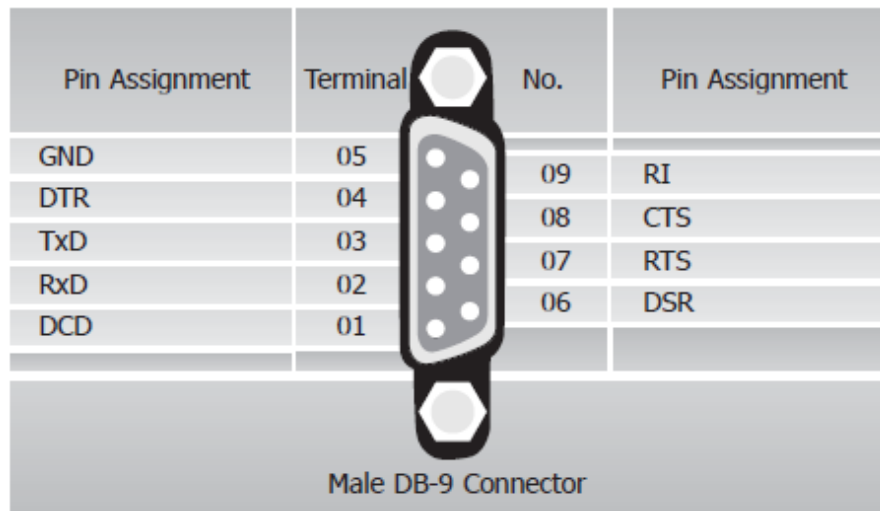 Pin Assignment Terminal No. Pin Assignment
GND 05
09 RI
DTR 04
08 CTS
TxD 03
07 RTS
RxD 02
06 DSR
DCD 01
Male DB-9 Connector